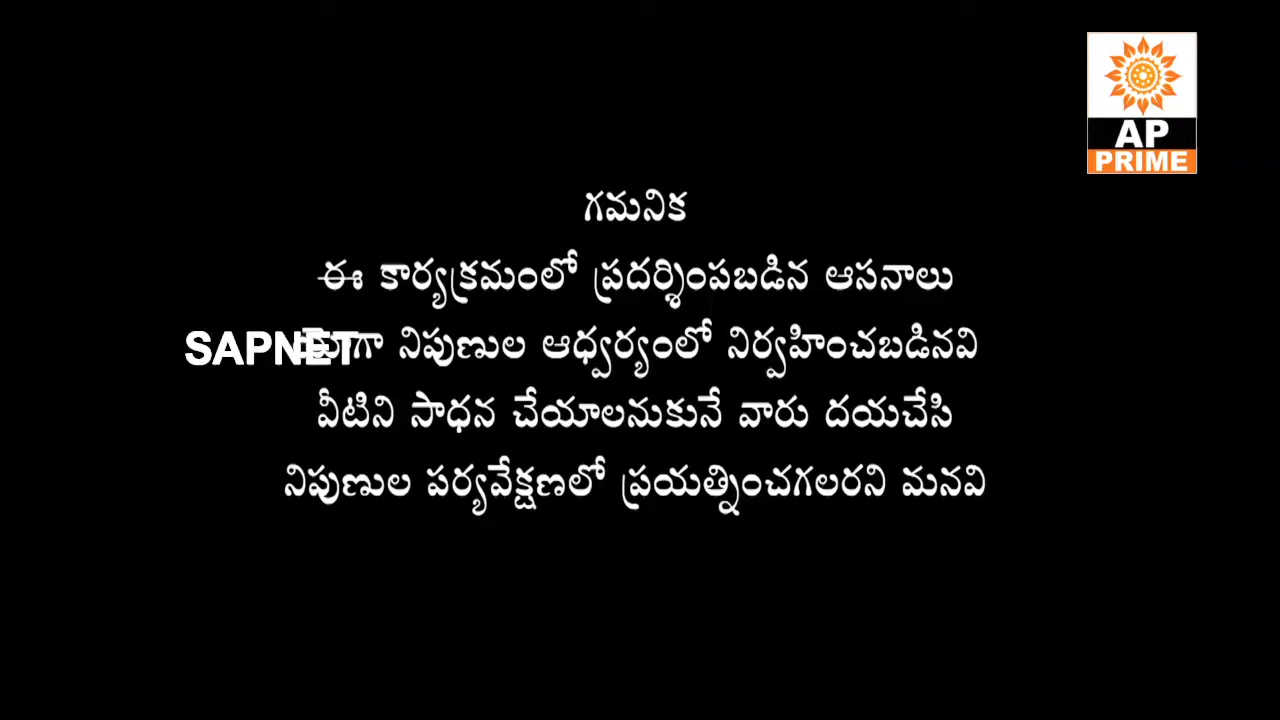 AP
PRIME
గమనిక
ఈ కార్యక్రమంలో ప్రదర్శింపబడిన ఆసనాలు
SAPNET
యోగా నిపుణుల ఆధ్వర్యంలో నిర్వహించబడినవి
వీటిని సాధన చేయాలనుకునే వారు దయచేసి
నిపుణుల పర్యవేక్షణలో ప్రయత్నించగలరని మనవి